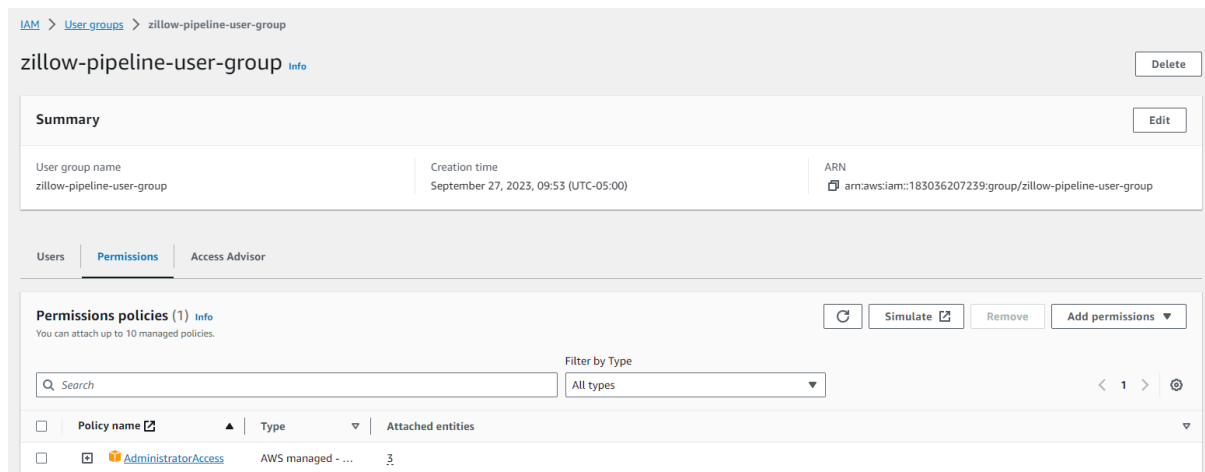 IAM > User groups > zillow-pipeline-user-group
zillow-pipeline-user-group Info
Delete
Summary
Edit
User group name
zillow-pipeline-user-group
Creation time
September 27, 2023, 09:53 (UTC-05:00)
ARN
arn:aws:iam::183036207239:group/zillow-pipeline-user-group
Users Permissions Access Advisor
Permissions policies (1) Info
You can attach up to 10 managed policies.
Simulate Remove Add permissions
Filter by Type
Search All types 1
Policy name Type Attached entities
AdministratorAccess AWS managed - ... 3